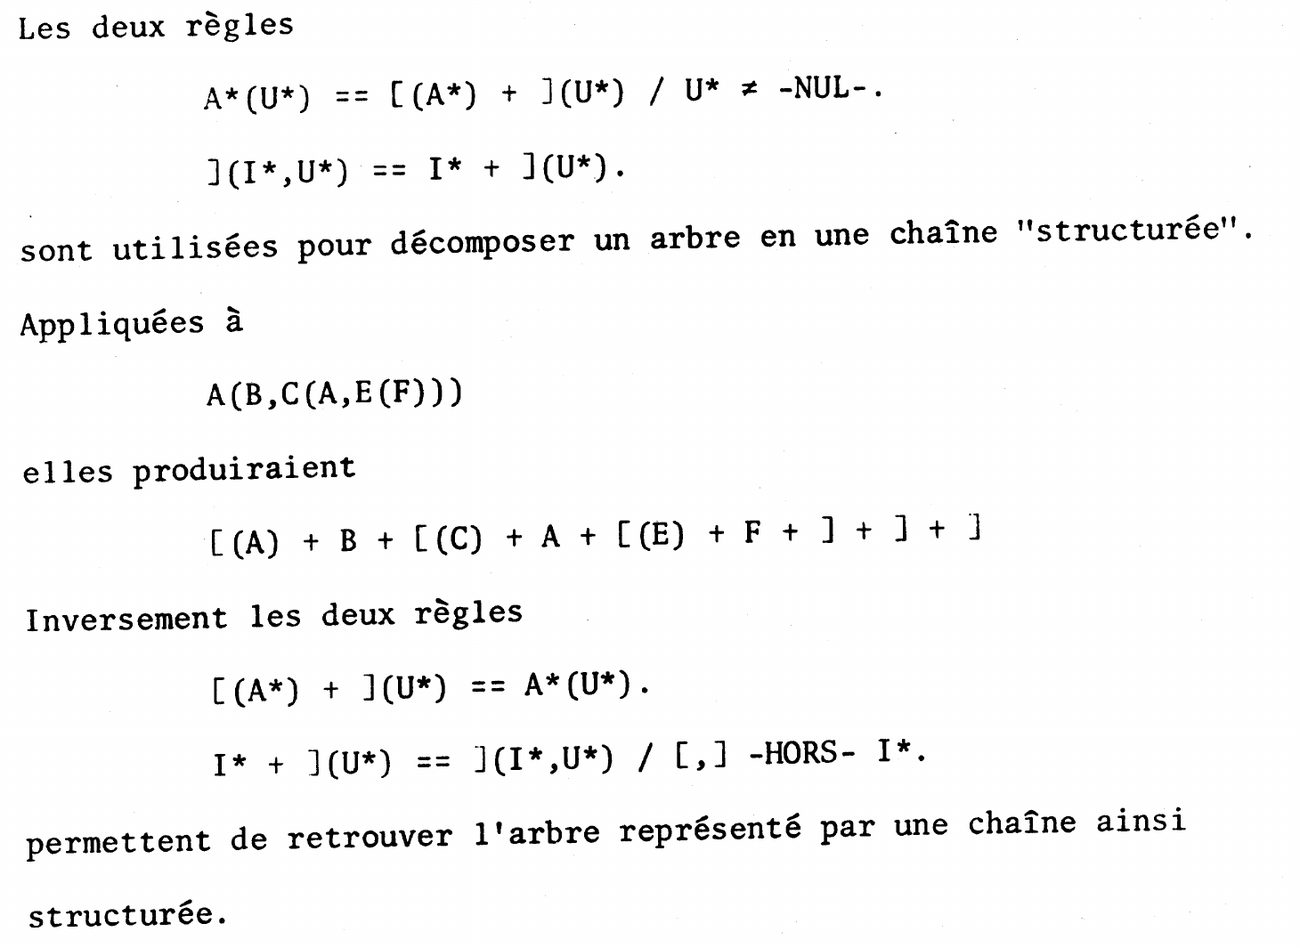 Les deux règles
A*(U*) == [(A*) + ](U*) / U* ≠ -NUL-.
](I*,U*) == I* + ](U*).
sont utilisées pour décomposer un arbre en une chaîne "structurée".
Appliquées à
A(B,C(A,E(F)))
elles produiraient
[(A) + B + [(C) + A + [(E) + F + ] + ] + ]
Inversement les deux règles
[(A*) + ](U*) == A*(U*).
I* + ](U*) == ](I*,U*) / [,] -HORS- I*.
permettent de retrouver l'arbre représenté par une chaîne ainsi
structurée.